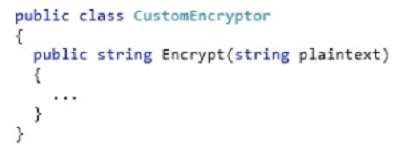 public class CustomEncryptor
{
  public string Encrypt(string plaintext)
  {
    ...
  }
}